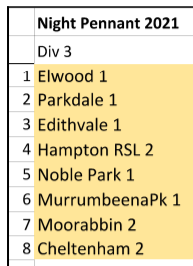 Night Pennant 2021
Div 3
1 Elwood 1
2 Parkdale 1
3 Edithvale 1
4 Hampton RSL 2
5 Noble Park 1
6 MurrumbeenaPk 1
7 Moorabbin 2
8 Cheltenham 2